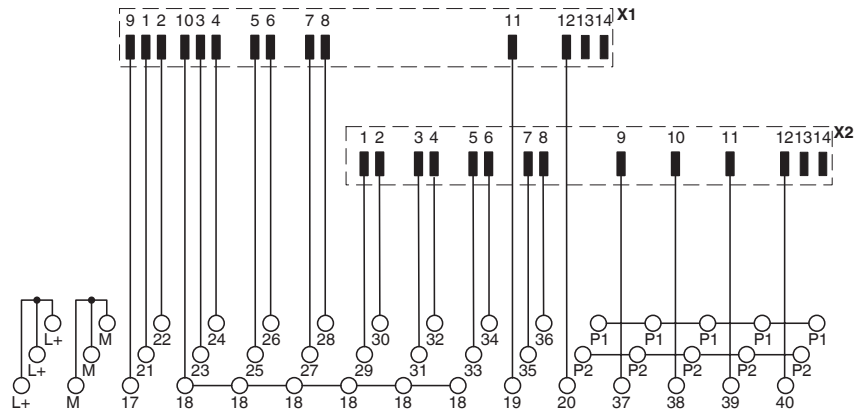 9 1 2 10 3 4 5 6 7 8 11 12 13 14 X1
1 2 3 4 5 6 7 8 9 10 11 12 13 14 X2
L+ M 22 24 26 28 30 32 34 36 P1 P1 P1 P1 P1
L+ M 21 23 25 27 29 31 33 35 P2 P2 P2 P2 P2
L+ M 17 18 18 18 18 18 18 19 20 37 38 39 40